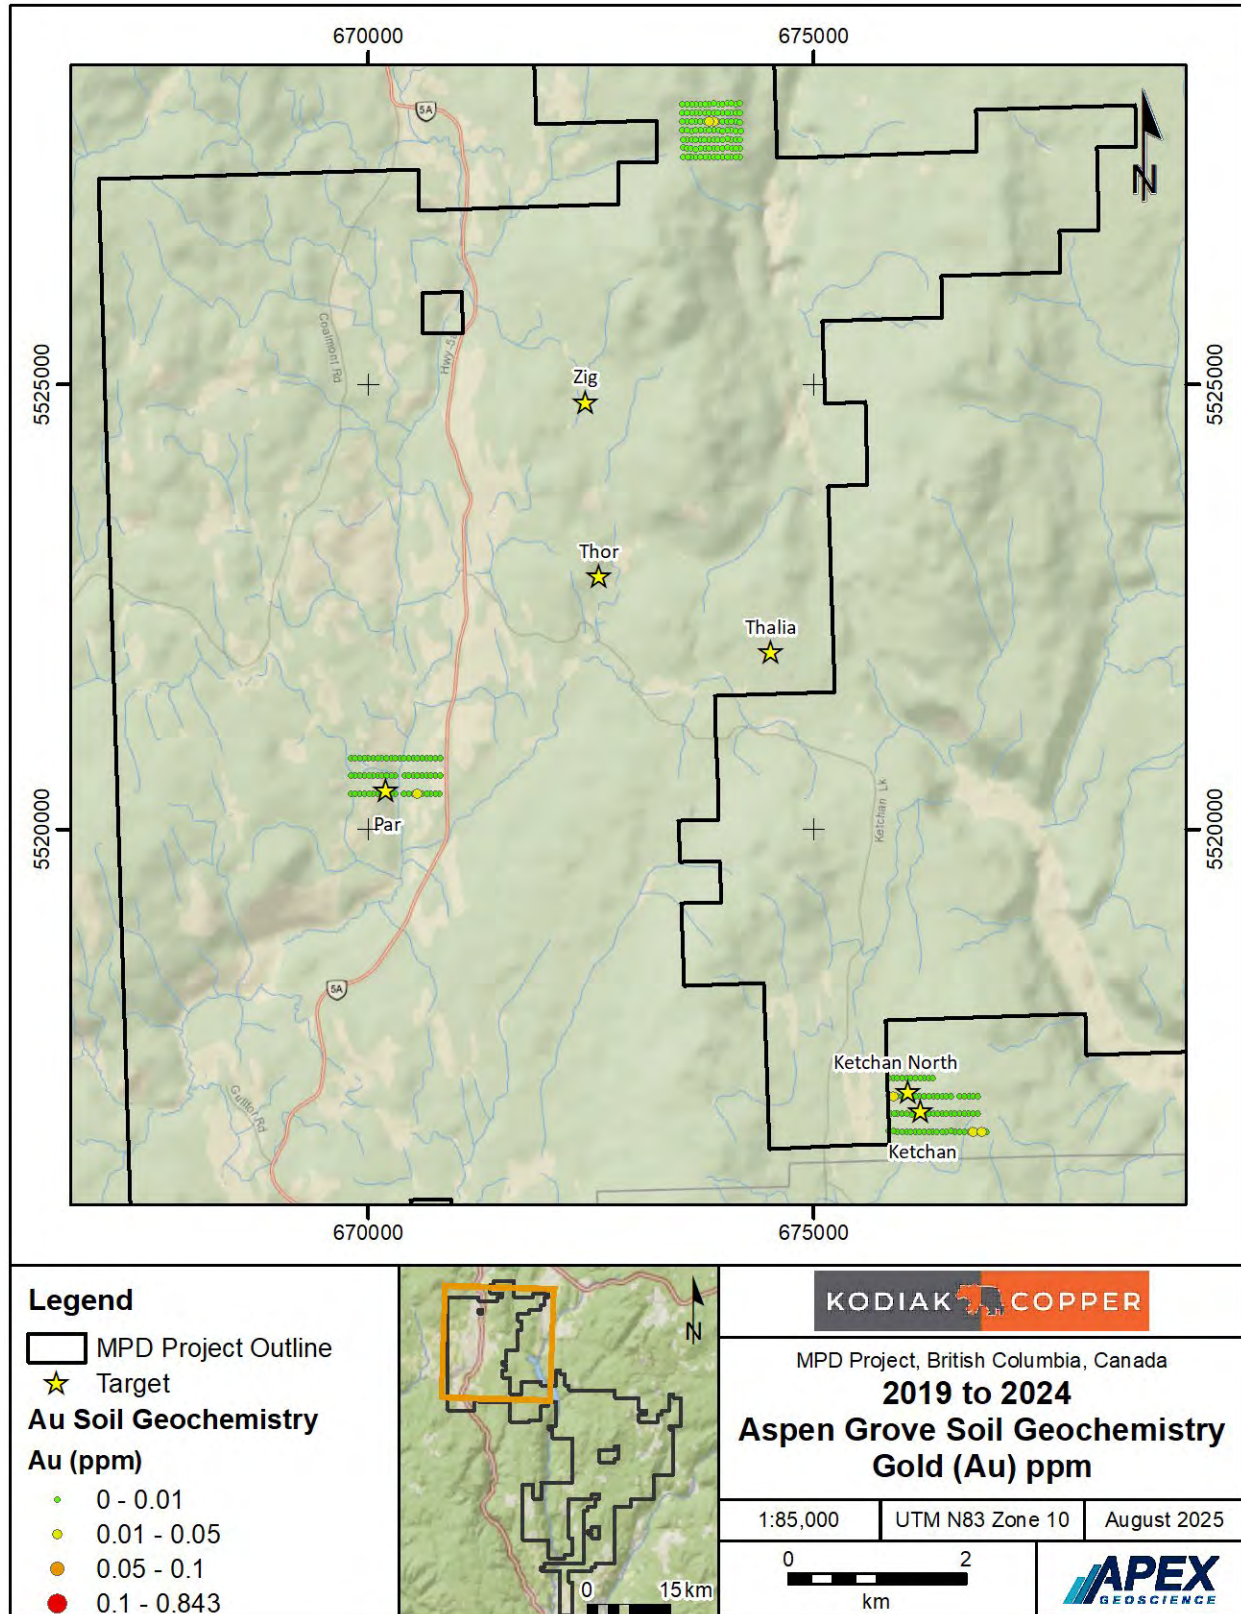 670000
675000
5A
N
Coalmont Rd
Hwy 5a
5525000
5525000
Zig
Thor
Thalia
Par
5520000
5520000
Ketchan Lk
5A
Ketchan North
Ketchan
670000
675000
Legend
MPD Project Outline
Target
Au Soil Geochemistry
Au (ppm)
0 - 0.01
0.01 - 0.05
0.05 - 0.1
0.1 - 0.843
N
0 15 km
KODIAK COPPER
MPD Project, British Columbia, Canada
2019 to 2024
Aspen Grove Soil Geochemistry
Gold (Au) ppm
1:85,000
UTM N83 Zone 10
August 2025
0 2
km
APEX
GEOSCIENCE